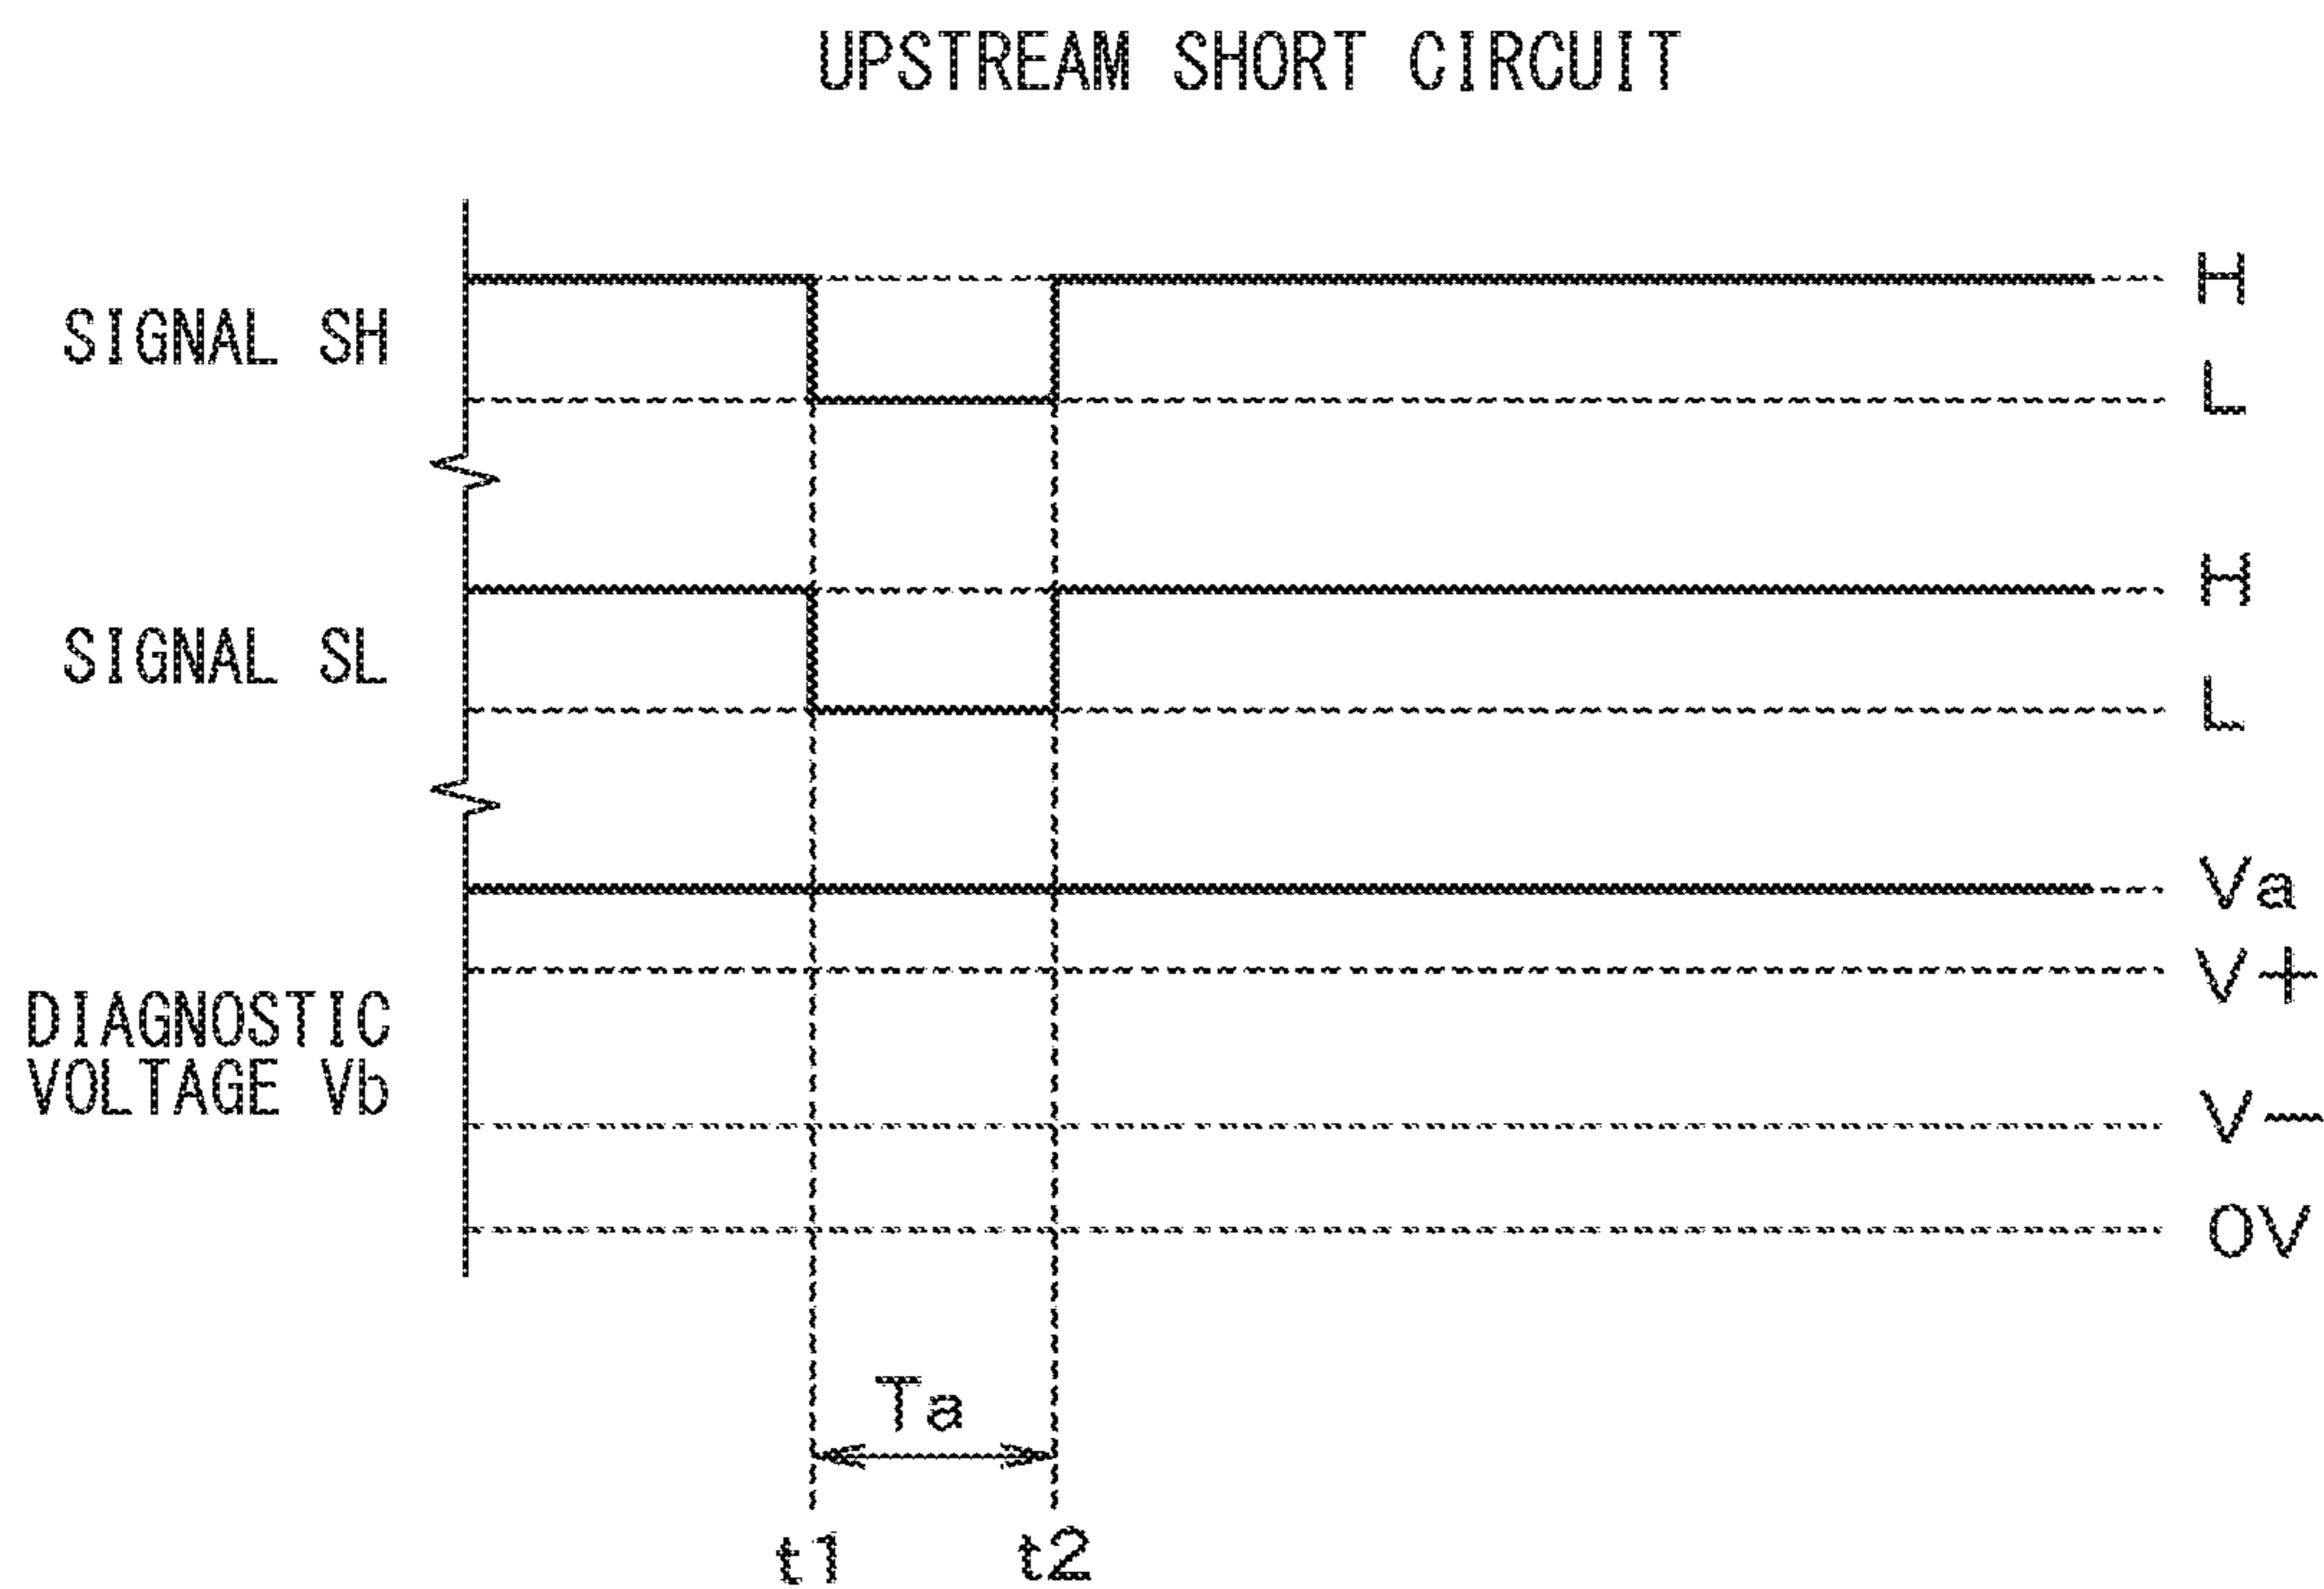 UPSTREAM SHORT CIRCUIT
SIGNAL SH
H
L
SIGNAL SL
H
L
DIAGNOSTIC
VOLTAGE Vb
Va
V+
V−
0V
Ta
t1
t2